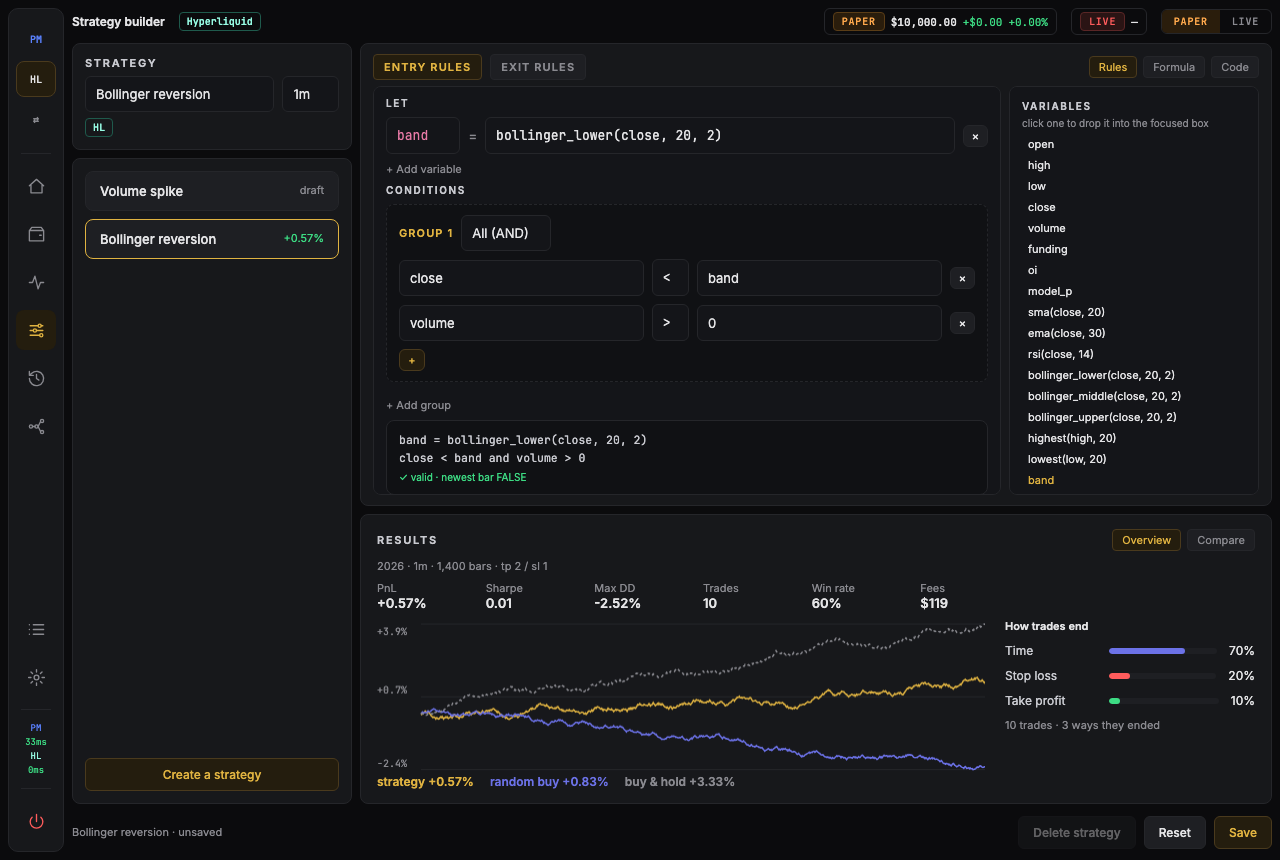 Strategy builder Hyperliquid PAPER $10,000.00 +$0.00 +0.00% LIVE – PAPER LIVE
PM
HL
⇄
PM
33ms
HL
0ms
STRATEGY
Bollinger reversion 1m
HL
Volume spike draft
Bollinger reversion +0.57%
Create a strategy
ENTRY RULES EXIT RULES Rules Formula Code
LET
band = bollinger_lower(close, 20, 2) ×
+ Add variable
CONDITIONS
GROUP 1 All (AND)
close < band ×
volume > 0 ×
+
+ Add group
band = bollinger_lower(close, 20, 2)
close < band and volume > 0
✓ valid · newest bar FALSE
VARIABLES
click one to drop it into the focused box
open
high
low
close
volume
funding
oi
model_p
sma(close, 20)
ema(close, 30)
rsi(close, 14)
bollinger_lower(close, 20, 2)
bollinger_middle(close, 20, 2)
bollinger_upper(close, 20, 2)
highest(high, 20)
lowest(low, 20)
band
RESULTS Overview Compare
2026 · 1m · 1,400 bars · tp 2 / sl 1
PnL Sharpe Max DD Trades Win rate Fees
+0.57% 0.01 -2.52% 10 60% $119
+3.9%
+0.7%
-2.4%
strategy +0.57% random buy +0.83% buy & hold +3.33%
How trades end
Time 70%
Stop loss 20%
Take profit 10%
10 trades · 3 ways they ended
Bollinger reversion · unsaved Delete strategy Reset Save